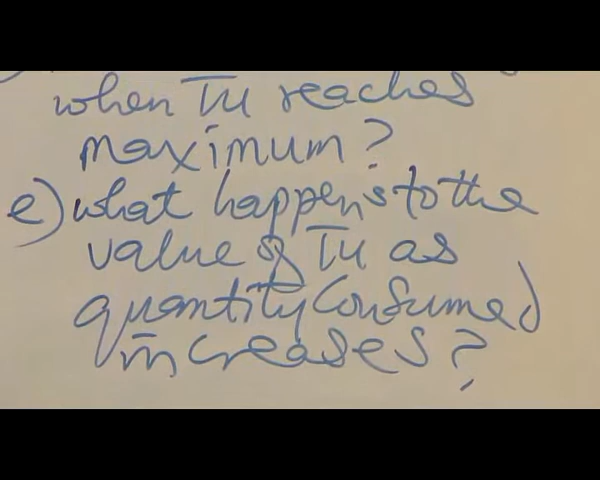 when TU reaches
maximum?
e) what happens to the
value of TU as
quantity consumed
increases?